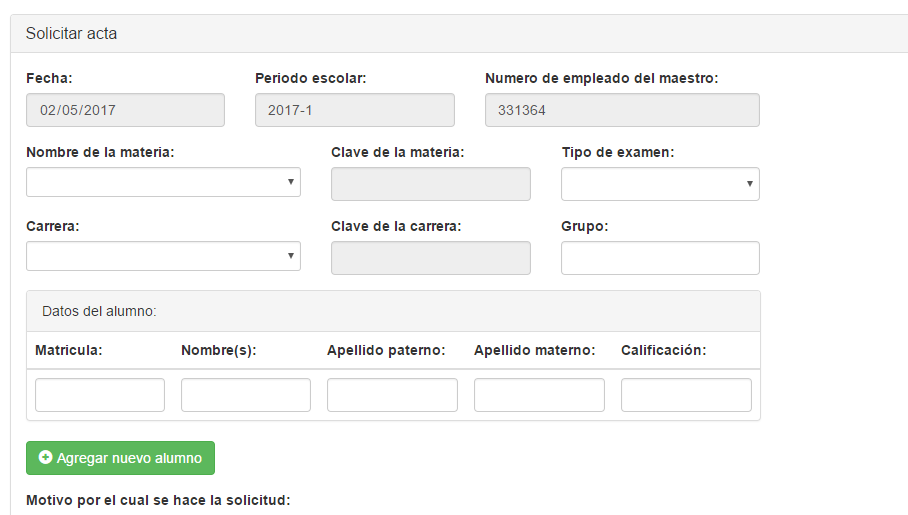 Solicitar acta
Fecha: Periodo escolar: Numero de empleado del maestro:
02/05/2017 2017-1 331364
Nombre de la materia: Clave de la materia: Tipo de examen:
Carrera: Clave de la carrera: Grupo:
Datos del alumno:
Matricula: Nombre(s): Apellido paterno: Apellido materno: Calificación:
Agregar nuevo alumno
Motivo por el cual se hace la solicitud: